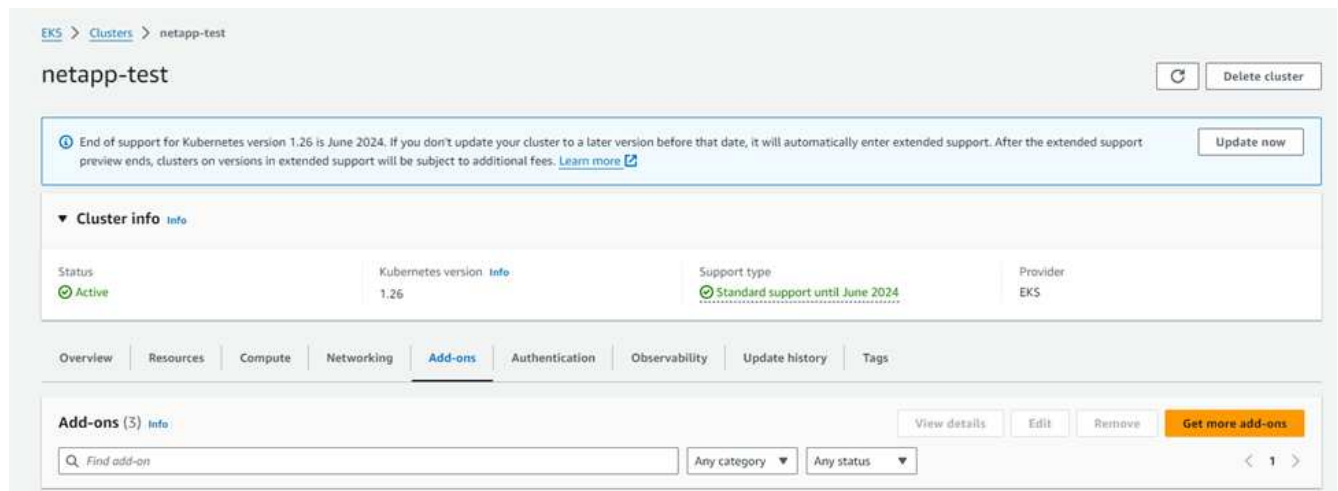 EKS > Clusters > netapp-test
netapp-test
Delete cluster
End of support for Kubernetes version 1.26 is June 2024. If you don't update your cluster to a later version before that date, it will automatically enter extended support. After the extended support
preview ends, clusters on versions in extended support will be subject to additional fees. Learn more
Update now
▼ Cluster info Info
Status
Active
Kubernetes version Info
1.26
Support type
Standard support until June 2024
Provider
EKS
Overview Resources Compute Networking Add-ons Authentication Observability Update history Tags
Add-ons (3) Info
View details Edit Remove Get more add-ons
Find add-on
Any category ▼ Any status ▼
< 1 >